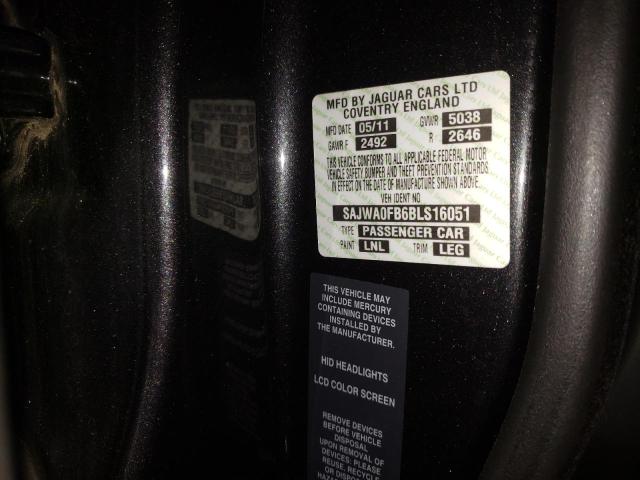 MFD BY JAGUAR CARS LTD
COVENTRY ENGLAND
MFD DATE 05/11 GVWR 5038
GAWR F 2492 R 2646
THIS VEHICLE CONFORMS TO ALL APPLICABLE FEDERAL MOTOR
VEHICLE SAFETY BUMPER AND THEFT PREVENTION STANDARDS
IN EFFECT ON THE DATE OF MANUFACTURE SHOWN ABOVE.
VEH IDENT NO
SAJWA0FB6BLS16051
TYPE PASSENGER CAR
PAINT LNL TRIM LEG
THIS VEHICLE MAY
INCLUDE MERCURY
CONTAINING DEVICES
INSTALLED BY
THE MANUFACTURER.
HID HEADLIGHTS
LCD COLOR SCREEN
REMOVE DEVICES
BEFORE VEHICLE
DISPOSAL
UPON REMOVAL OF
DEVICES, PLEASE
REUSE, RECYCLE
OR DISPOSE